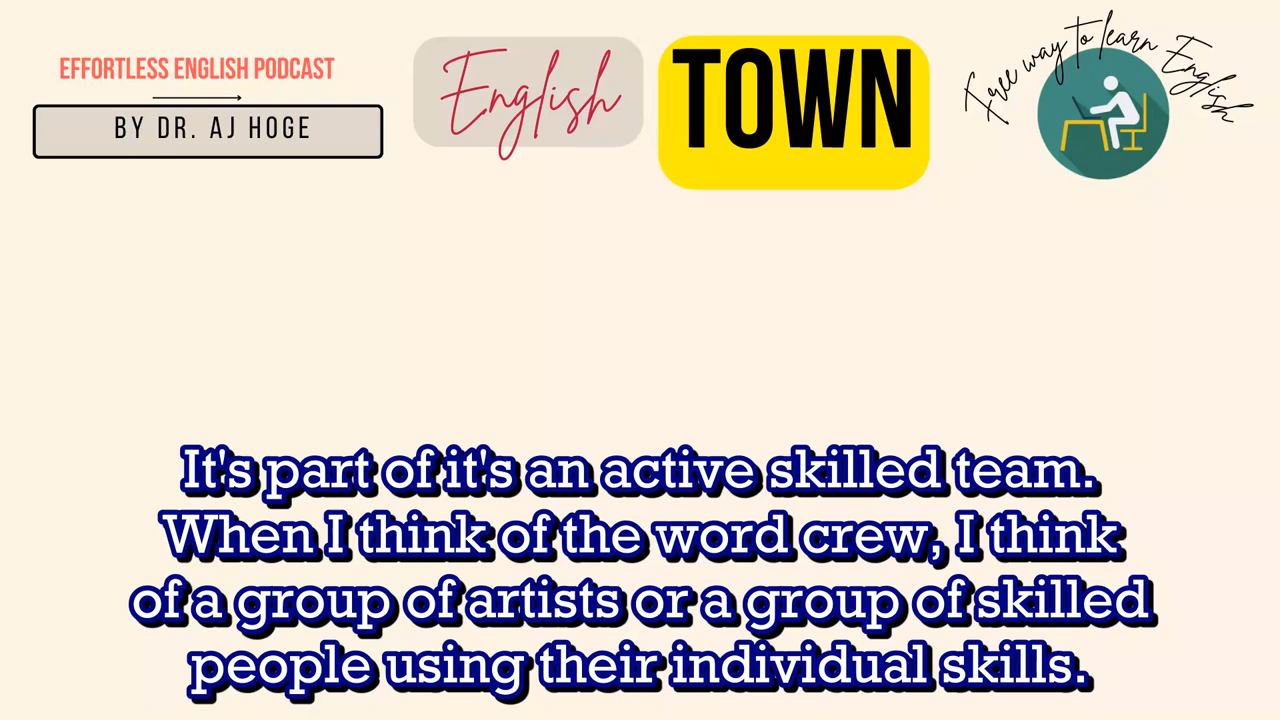 EFFORTLESS ENGLISH PODCAST
BY DR. AJ HOGE
English
TOWN
Free way to learn English
It's part of it's an active skilled team.
When I think of the word crew, I think
of a group of artists or a group of skilled
people using their individual skills.